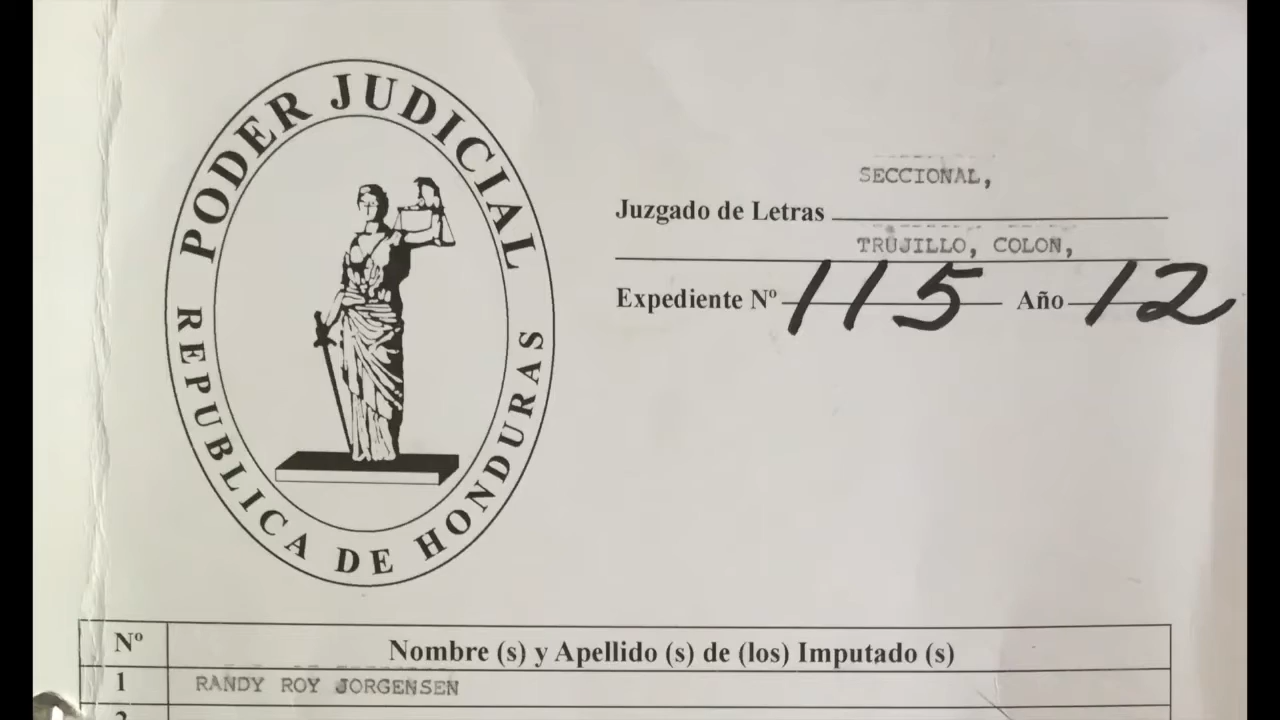 PODER JUDICIAL
REPUBLICA DE HONDURAS
SECCIONAL,
Juzgado de Letras
TRUJILLO, COLON,
Expediente Nº 115 Año 12
Nº Nombre (s) y Apellido (s) de (los) Imputado (s)
1 RANDY ROY JORGENSEN
2